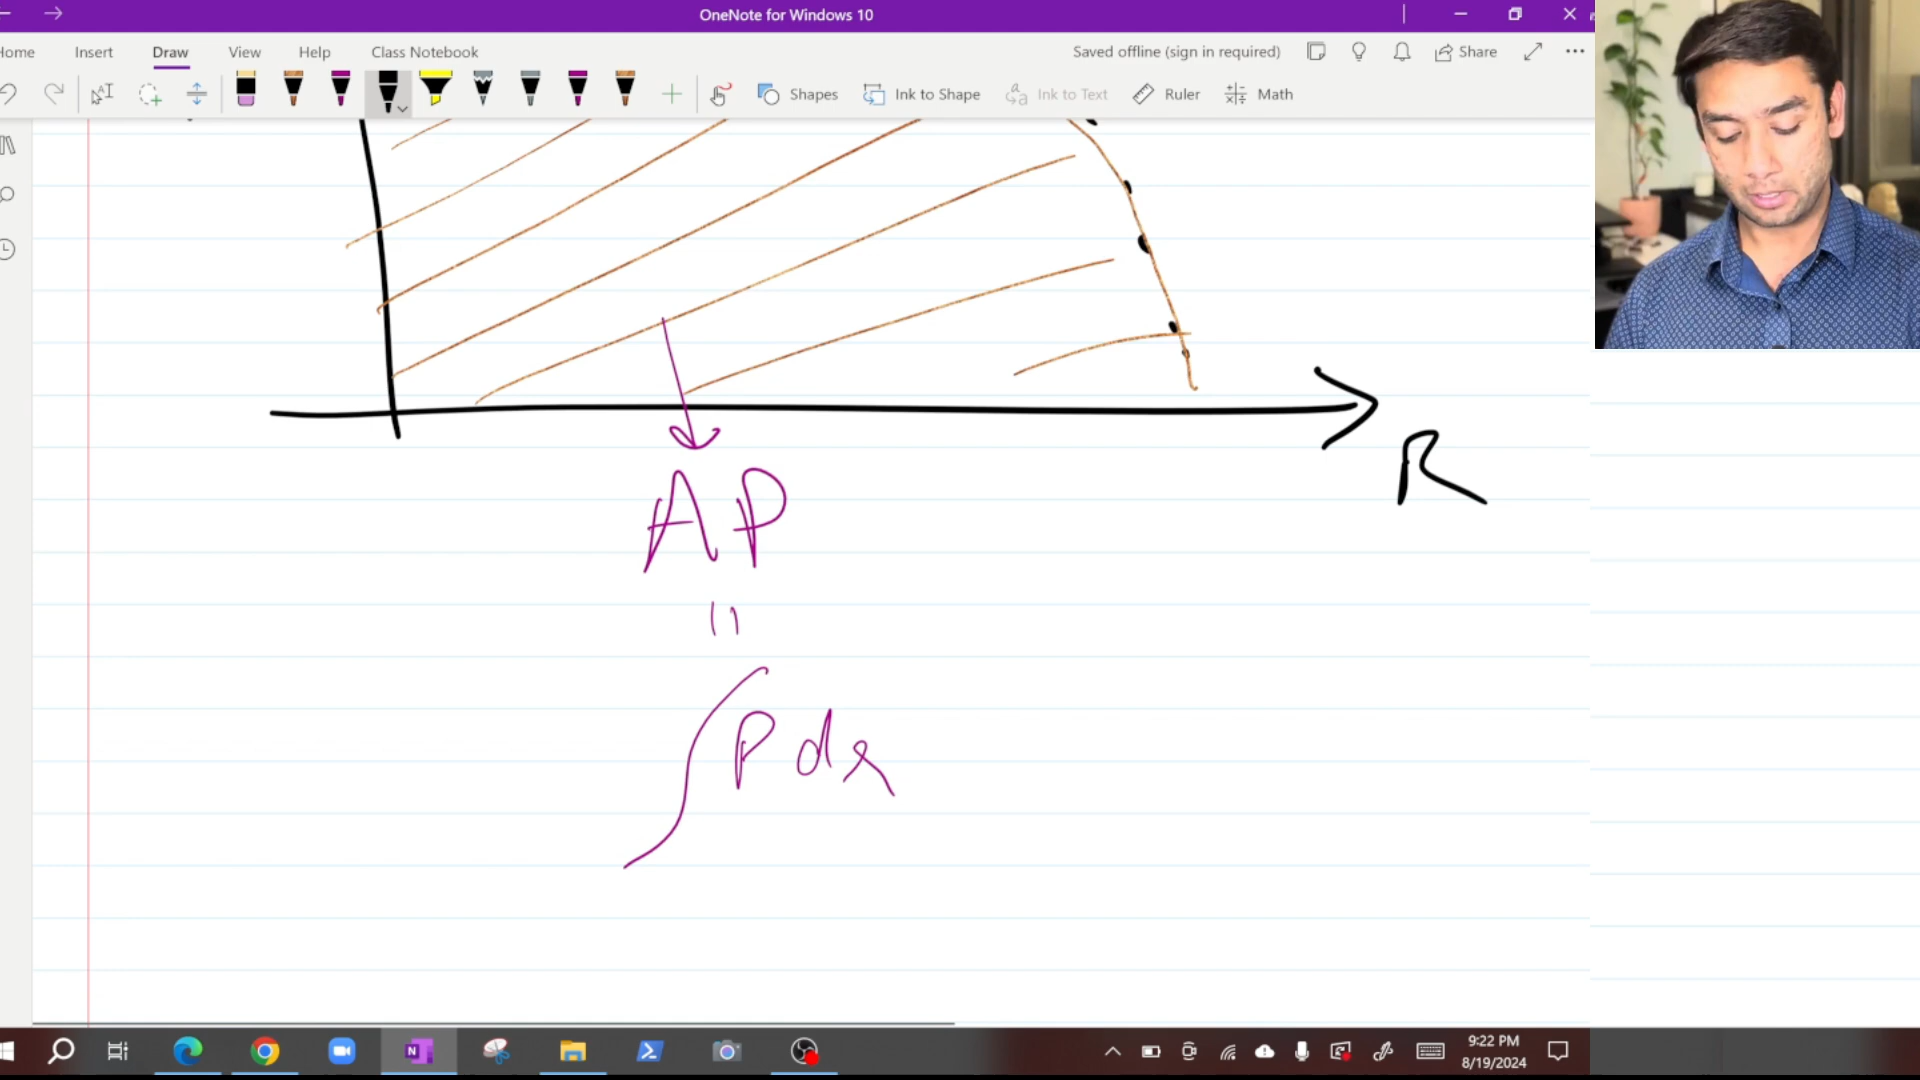 OneNote for Windows 10
Home Insert Draw View Help Class Notebook Saved offline (sign in required) Share
Shapes Ink to Shape Ink to Text Ruler Math
R
AP
=
∫ P dr
9:22 PM
8/19/2024